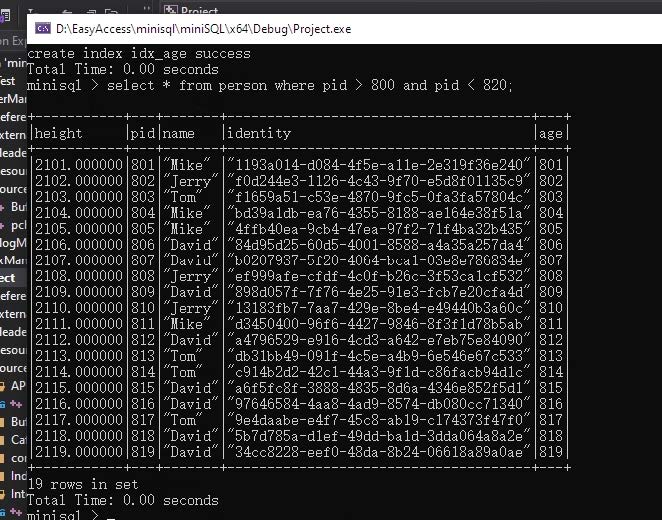 Project
D:\EasyAccess\minisql\miniSQL\x64\Debug\Project.exe
create index idx_age success
Total Time: 0.00 seconds
minisql > select * from person where pid > 800 and pid < 820;
+-----------+---+-------+--------------------------------------+---+
|height |pid|name |identity |age|
+-----------+---+-------+--------------------------------------+---+
|2101.000000|801|"Mike" |"1193a014-d084-4f5e-a11e-2e319f36e240"|801|
|2102.000000|802|"Jerry"|"f0d244e3-1126-4c43-9f70-e5d8f01135c9"|802|
|2103.000000|803|"Tom" |"f1659a51-c53e-4870-9fc5-0fa3fa57804c"|803|
|2104.000000|804|"Mike" |"bd39a1db-ea76-4355-8188-ae164e38f51a"|804|
|2105.000000|805|"Mike" |"4ffb40ea-9cb4-47ea-97f2-71f4ba32b435"|805|
|2106.000000|806|"David"|"84d95d25-60d5-4001-8588-a4a35a257da4"|806|
|2107.000000|807|"David"|"b0207937-5f20-4064-bca1-03e8e786834e"|807|
|2108.000000|808|"Jerry"|"ef999afe-cfdf-4c0f-b26c-3f53ca1cf532"|808|
|2109.000000|809|"David"|"898d057f-7f76-4e25-91e3-fcb7e20cfa4d"|809|
|2110.000000|810|"Jerry"|"13183fb7-7aa7-429e-8be4-e49440b3a60c"|810|
|2111.000000|811|"Mike" |"d3450400-96f6-4427-9846-8f3f1d78b5ab"|811|
|2112.000000|812|"David"|"a4796529-e916-4cd3-a642-e7eb75e84090"|812|
|2113.000000|813|"Tom" |"db31bb49-091f-4c5e-a4b9-6e546e67c533"|813|
|2114.000000|814|"Tom" |"c914b2d2-42c1-44a3-9f1d-c86facb94d1c"|814|
|2115.000000|815|"David"|"a6f5fc8f-3888-4835-8d6a-4346e852f5d1"|815|
|2116.000000|816|"David"|"97646584-4aa8-4ad9-8574-db080cc71340"|816|
|2117.000000|817|"Tom" |"9e4daabe-e4f7-45c8-ab19-c174373f47f0"|817|
|2118.000000|818|"David"|"5b7d785a-d1ef-49dd-ba1d-3dda064a8a2e"|818|
|2119.000000|819|"David"|"34cc8228-eef0-48da-8b24-06618a89a0ae"|819|
+-----------+---+-------+--------------------------------------+---+
19 rows in set
Total Time: 0.00 seconds
minisql > _